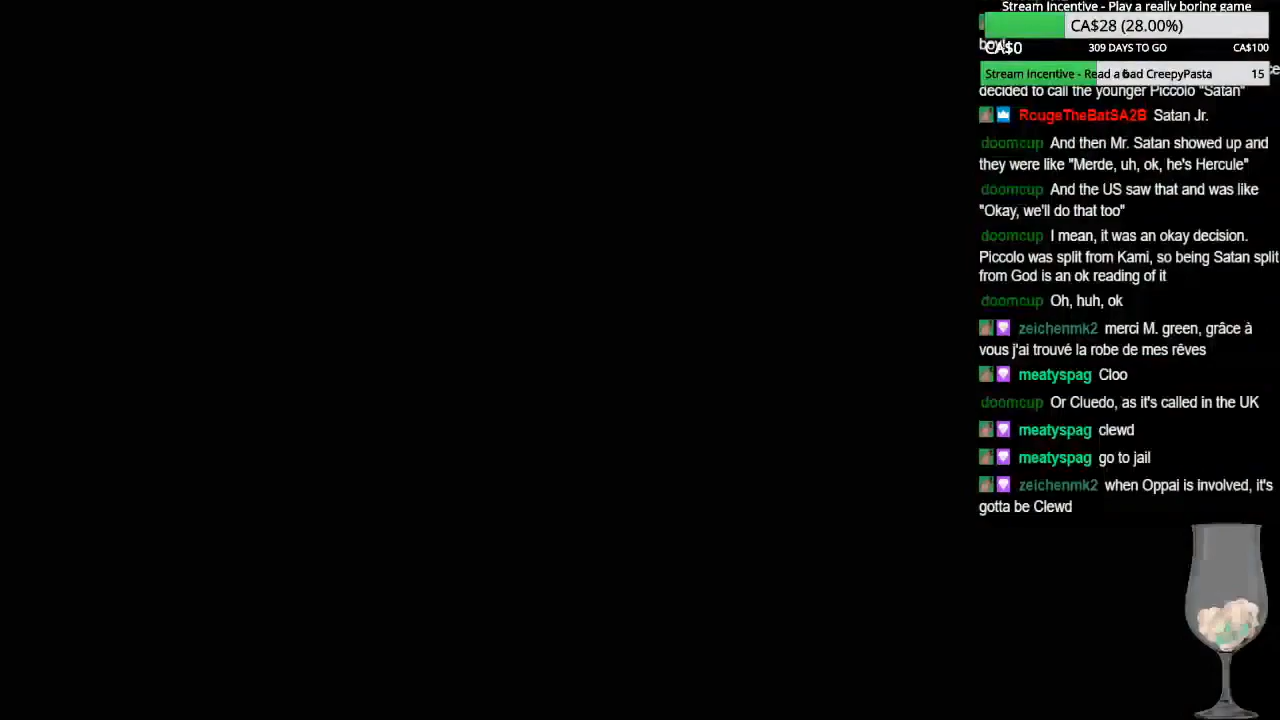 Stream Incentive - Play a really boring game
CA$28 (28.00%)
boy!
CA$0 309 DAYS TO GO CA$100
Stream Incentive - Read a bad CreepyPasta 6 15
decided to call the younger Piccolo "Satan"
RougeTheBatSA2B Satan Jr.
doomcup And then Mr. Satan showed up and
they were like "Merde, uh, ok, he's Hercule"
doomcup And the US saw that and was like
"Okay, we'll do that too"
doomcup I mean, it was an okay decision.
Piccolo was split from Kami, so being Satan split
from God is an ok reading of it
doomcup Oh, huh, ok
zeichenmk2 merci M. green, grâce à
vous j'ai trouvé la robe de mes rêves
meatyspag Cloo
doomcup Or Cluedo, as it's called in the UK
meatyspag clewd
meatyspag go to jail
zeichenmk2 when Oppai is involved, it's
gotta be Clewd